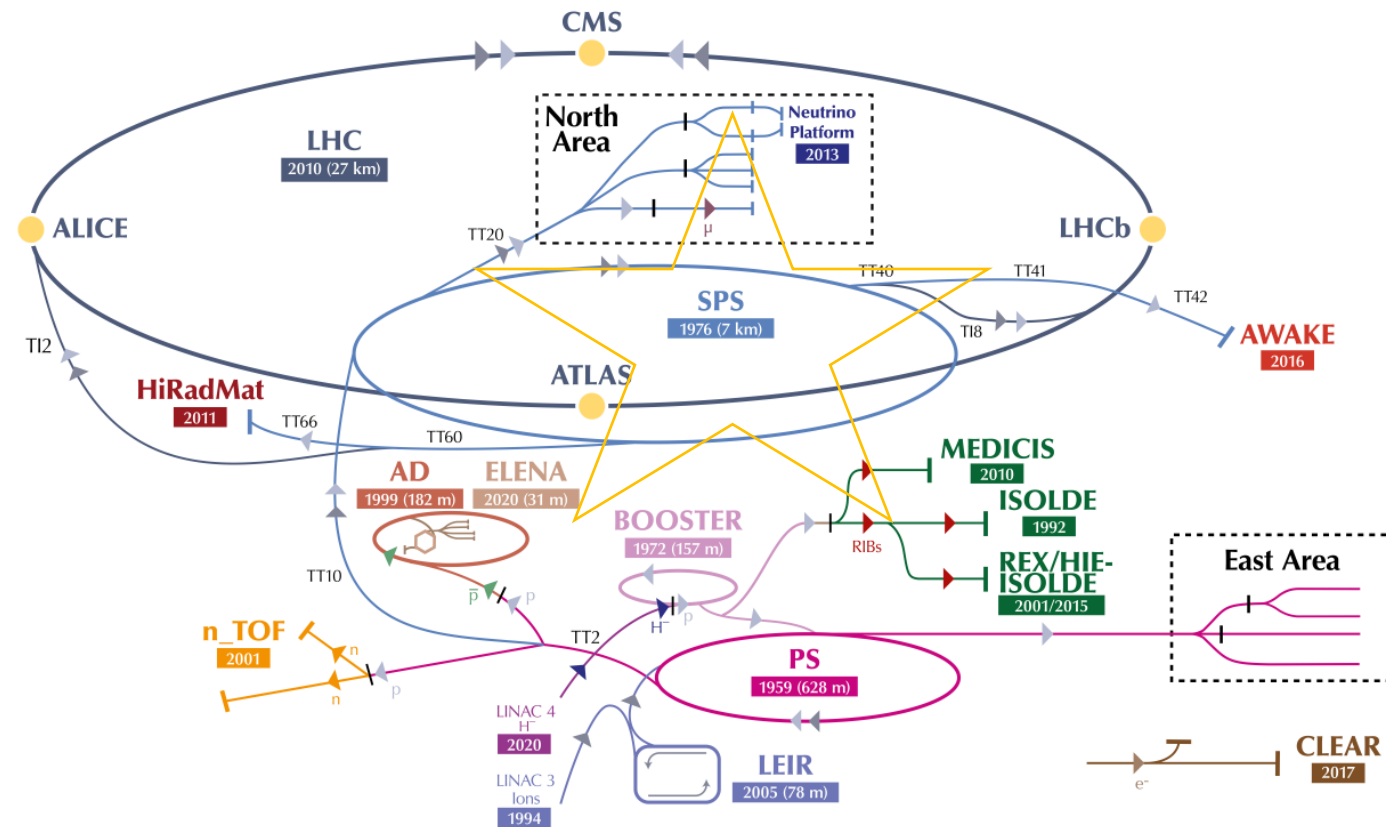 CMS
North
Area
Neutrino
Platform
2013
LHC
2010 (27 km)
ALICE
LHCb
TT20
μ
TT40
TT41
TT42
SPS
1976 (7 km)
TI8
AWAKE
2016
TI2
ATLAS
HiRadMat
2011
TT66
TT60
MEDICIS
2010
AD
1999 (182 m)
ELENA
2020 (31 m)
ISOLDE
1992
BOOSTER
1972 (157 m)
RIBs
REX/HIE-
ISOLDE
2001/2015
East Area
TT10
p̅
p
H⁻
p
TT2
n_TOF
2001
n
n
p
PS
1959 (628 m)
LINAC 4
H⁻
2020
LINAC 3
Ions
1994
LEIR
2005 (78 m)
CLEAR
2017
e⁻